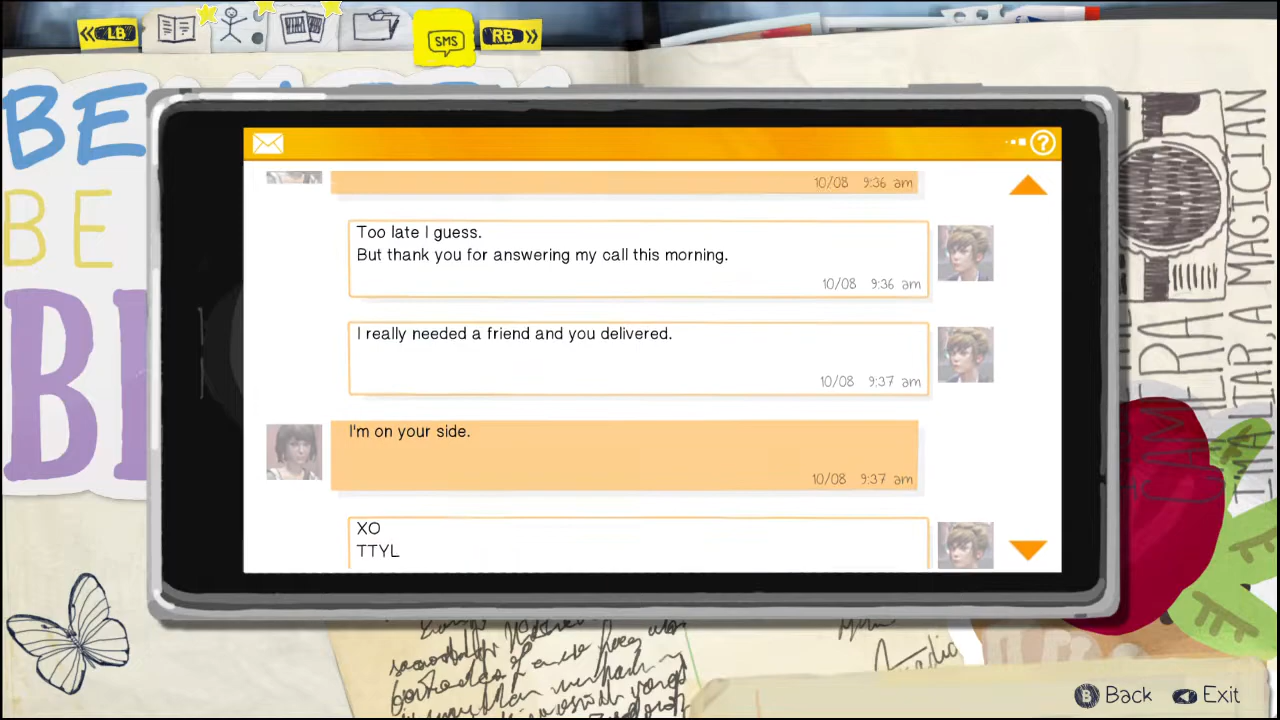 LB
SMS
RB
BE
BE
10/08 9:36 am
Too late I guess.
But thank you for answering my call this morning.
10/08 9:36 am
I really needed a friend and you delivered.
10/08 9:37 am
I'm on your side.
10/08 9:37 am
XO
TTYL
CAMERA
I'M A LIAR, A MAGICIAN
B Back
Exit